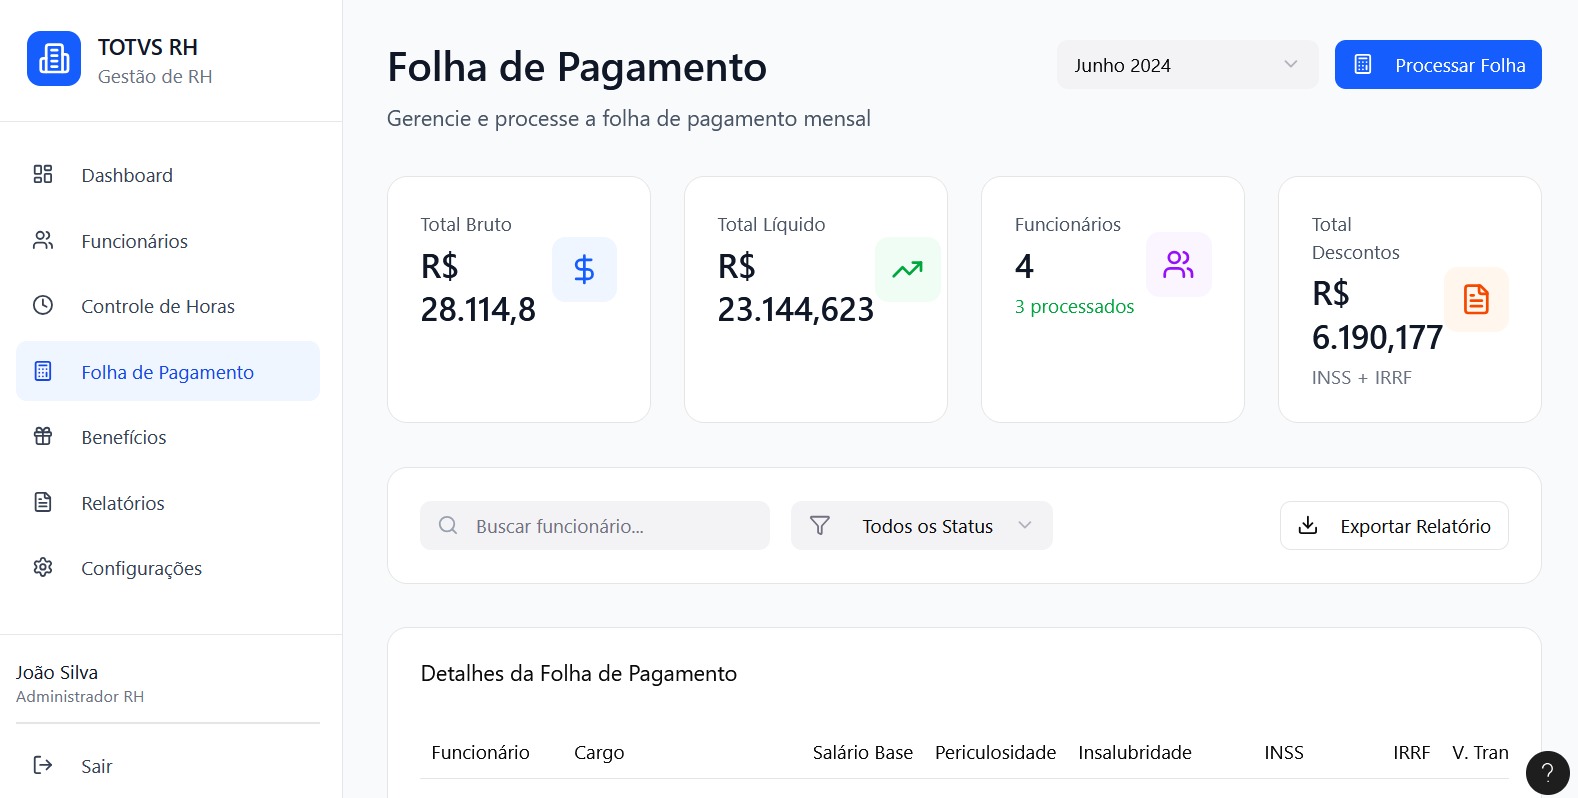 TOTVS RH
Gestão de RH
Dashboard
Funcionários
Controle de Horas
Folha de Pagamento
Benefícios
Relatórios
Configurações
João Silva
Administrador RH
Sair
Folha de Pagamento
Gerencie e processe a folha de pagamento mensal
Junho 2024
Processar Folha
Total Bruto
R$
28.114,8
Total Líquido
R$
23.144,623
Funcionários
4
3 processados
Total
Descontos
R$
6.190,177
INSS + IRRF
Buscar funcionário...
Todos os Status
Exportar Relatório
Detalhes da Folha de Pagamento
Funcionário Cargo Salário Base Periculosidade Insalubridade INSS IRRF V. Tran
?